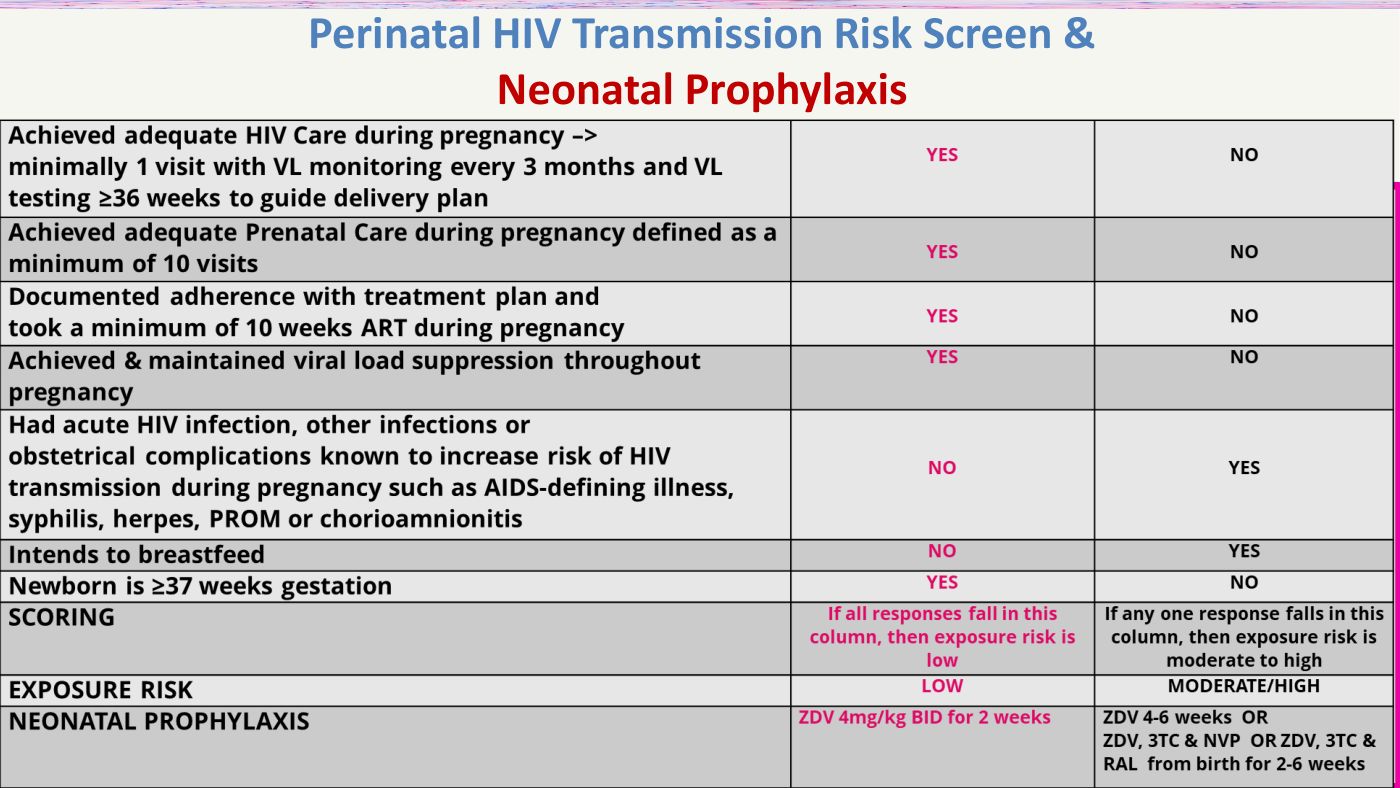 Perinatal HIV Transmission Risk Screen &
Neonatal Prophylaxis
Achieved adequate HIV Care during pregnancy –>
minimally 1 visit with VL monitoring every 3 months and VL
testing ≥36 weeks to guide delivery plan
YES
NO
Achieved adequate Prenatal Care during pregnancy defined as a
minimum of 10 visits
YES
NO
Documented adherence with treatment plan and
took a minimum of 10 weeks ART during pregnancy
YES
NO
Achieved & maintained viral load suppression throughout
pregnancy
YES
NO
Had acute HIV infection, other infections or
obstetrical complications known to increase risk of HIV
transmission during pregnancy such as AIDS-defining illness,
syphilis, herpes, PROM or chorioamnionitis
NO
YES
Intends to breastfeed
NO
YES
Newborn is ≥37 weeks gestation
YES
NO
SCORING
If all responses fall in this
column, then exposure risk is
low
If any one response falls in this
column, then exposure risk is
moderate to high
EXPOSURE RISK
LOW
MODERATE/HIGH
NEONATAL PROPHYLAXIS
ZDV 4mg/kg BID for 2 weeks
ZDV 4-6 weeks OR
ZDV, 3TC & NVP OR ZDV, 3TC &
RAL from birth for 2-6 weeks